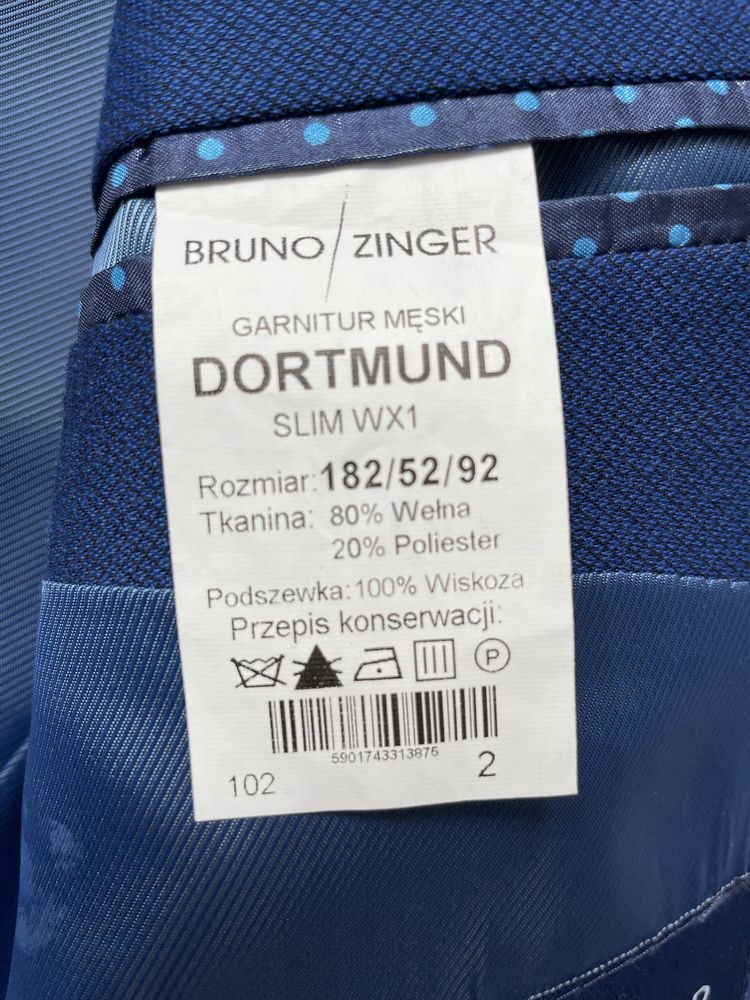 BRUNO/ZINGER
GARNITUR MĘSKI
DORTMUND
SLIM WX1
Rozmiar:182/52/92
Tkanina: 80% Wełna
20% Poliester
Podszewka:100% Wiskoza
Przepis konserwacji:
P
5901743313875
102 2